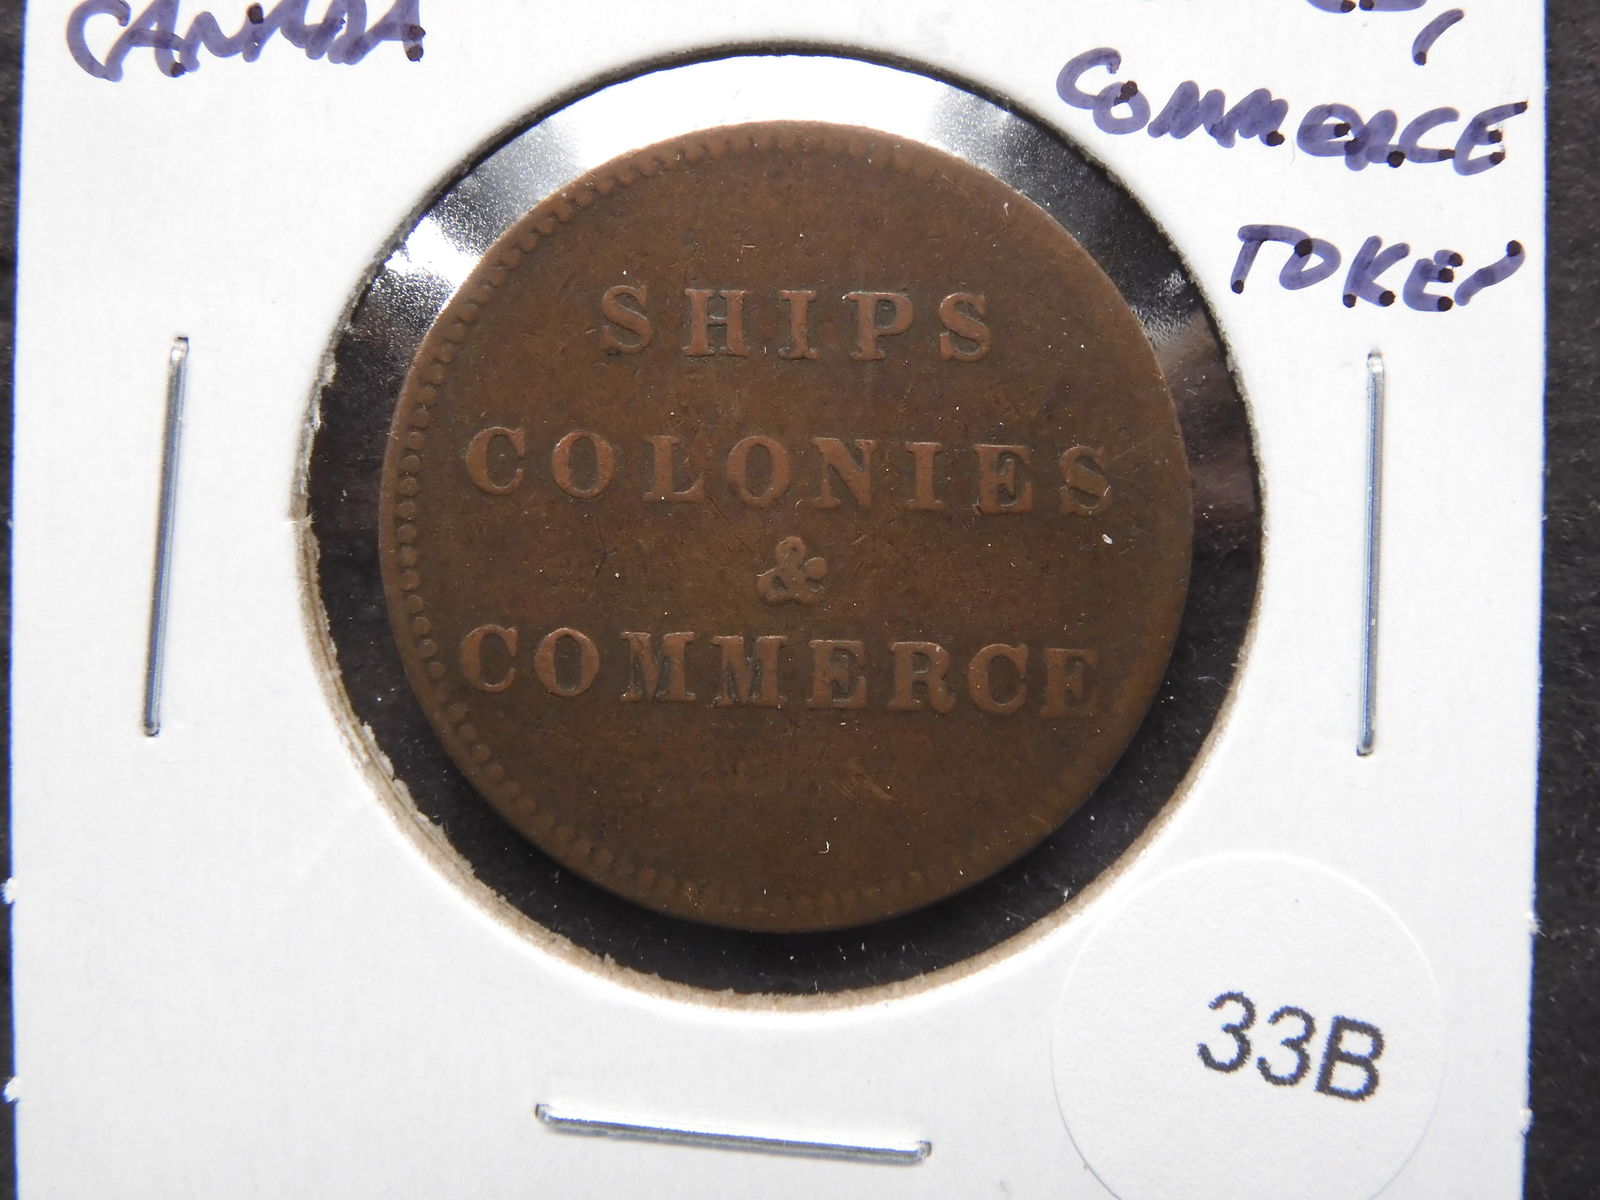 CANADA
COMMERCE
TOKEN
SHIPS
COLONIES
&
COMMERCE
33B